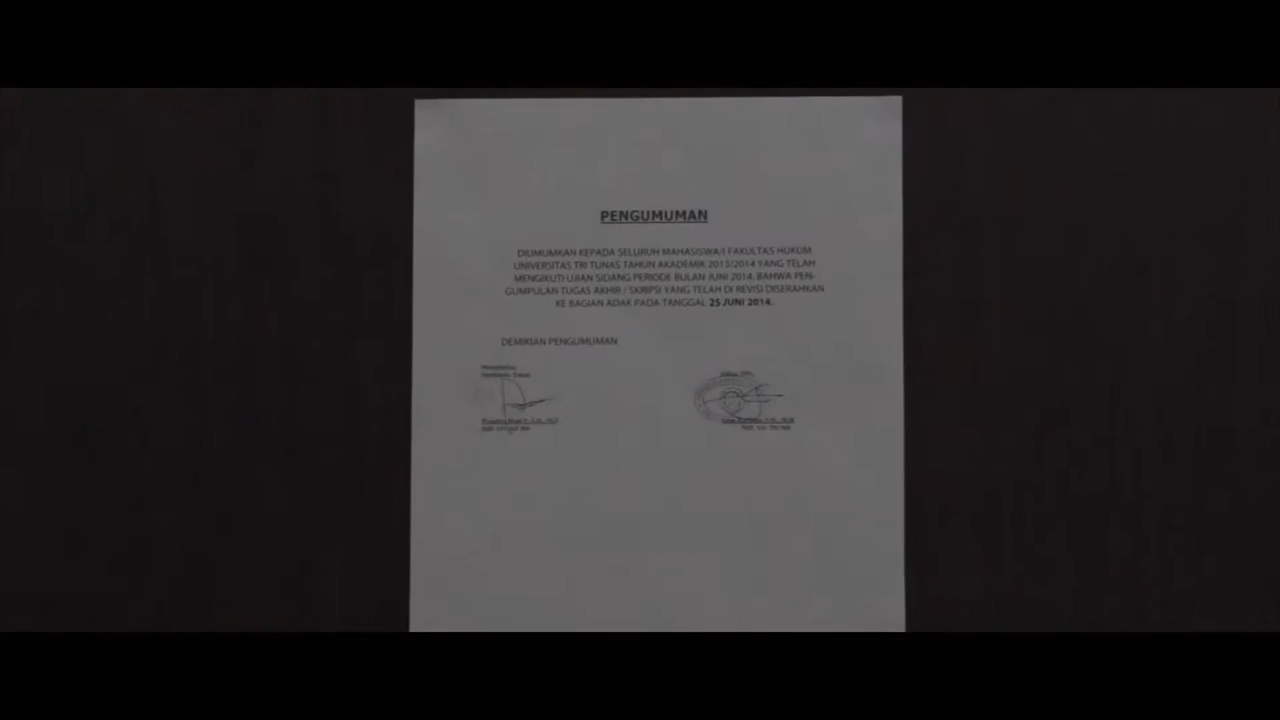 PENGUMUMAN
DIUMUMKAN KEPADA SELURUH MAHASISWA/I FAKULTAS HUKUM
UNIVERSITAS TRI TUNAS TAHUN AKADEMIK 2013/2014 YANG TELAH
MENGIKUTI UJIAN SIDANG PERIODE BULAN JUNI 2014. BAHWA PEN-
GUMPULAN TUGAS AKHIR / SKRIPSI YANG TELAH DI REVISI DISERAHKAN
KE BAGIAN ADAK PADA TANGGAL 25 JUNI 2014.
DEMIKIAN PENGUMUMAN